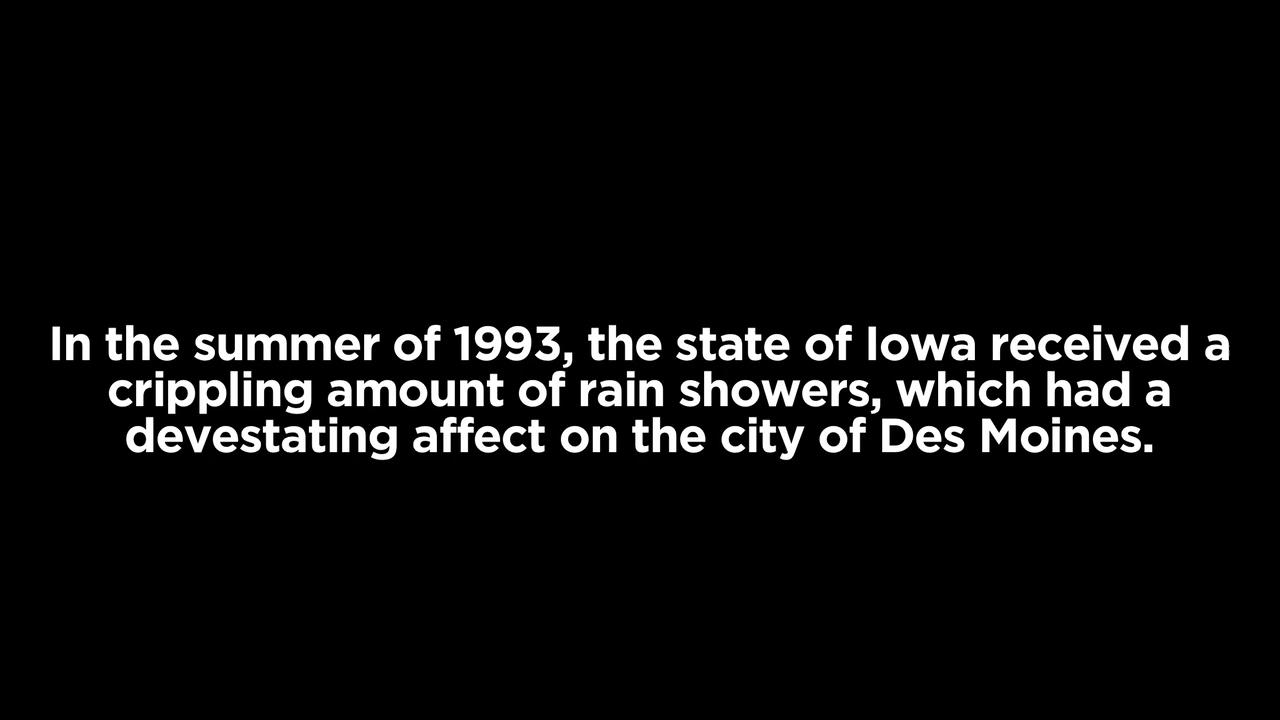 In the summer of 1993, the state of Iowa received a
crippling amount of rain showers, which had a
devestating affect on the city of Des Moines.